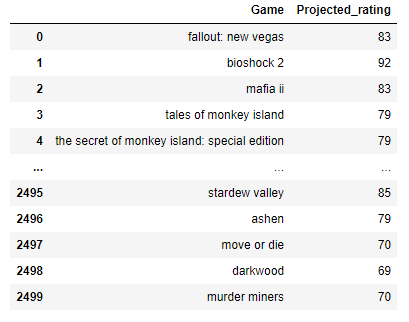 Game Projected_rating
0 fallout: new vegas 83
1 bioshock 2 92
2 mafia ii 83
3 tales of monkey island 79
4 the secret of monkey island: special edition 79
... ... ...
2495 stardew valley 85
2496 ashen 79
2497 move or die 70
2498 darkwood 69
2499 murder miners 70